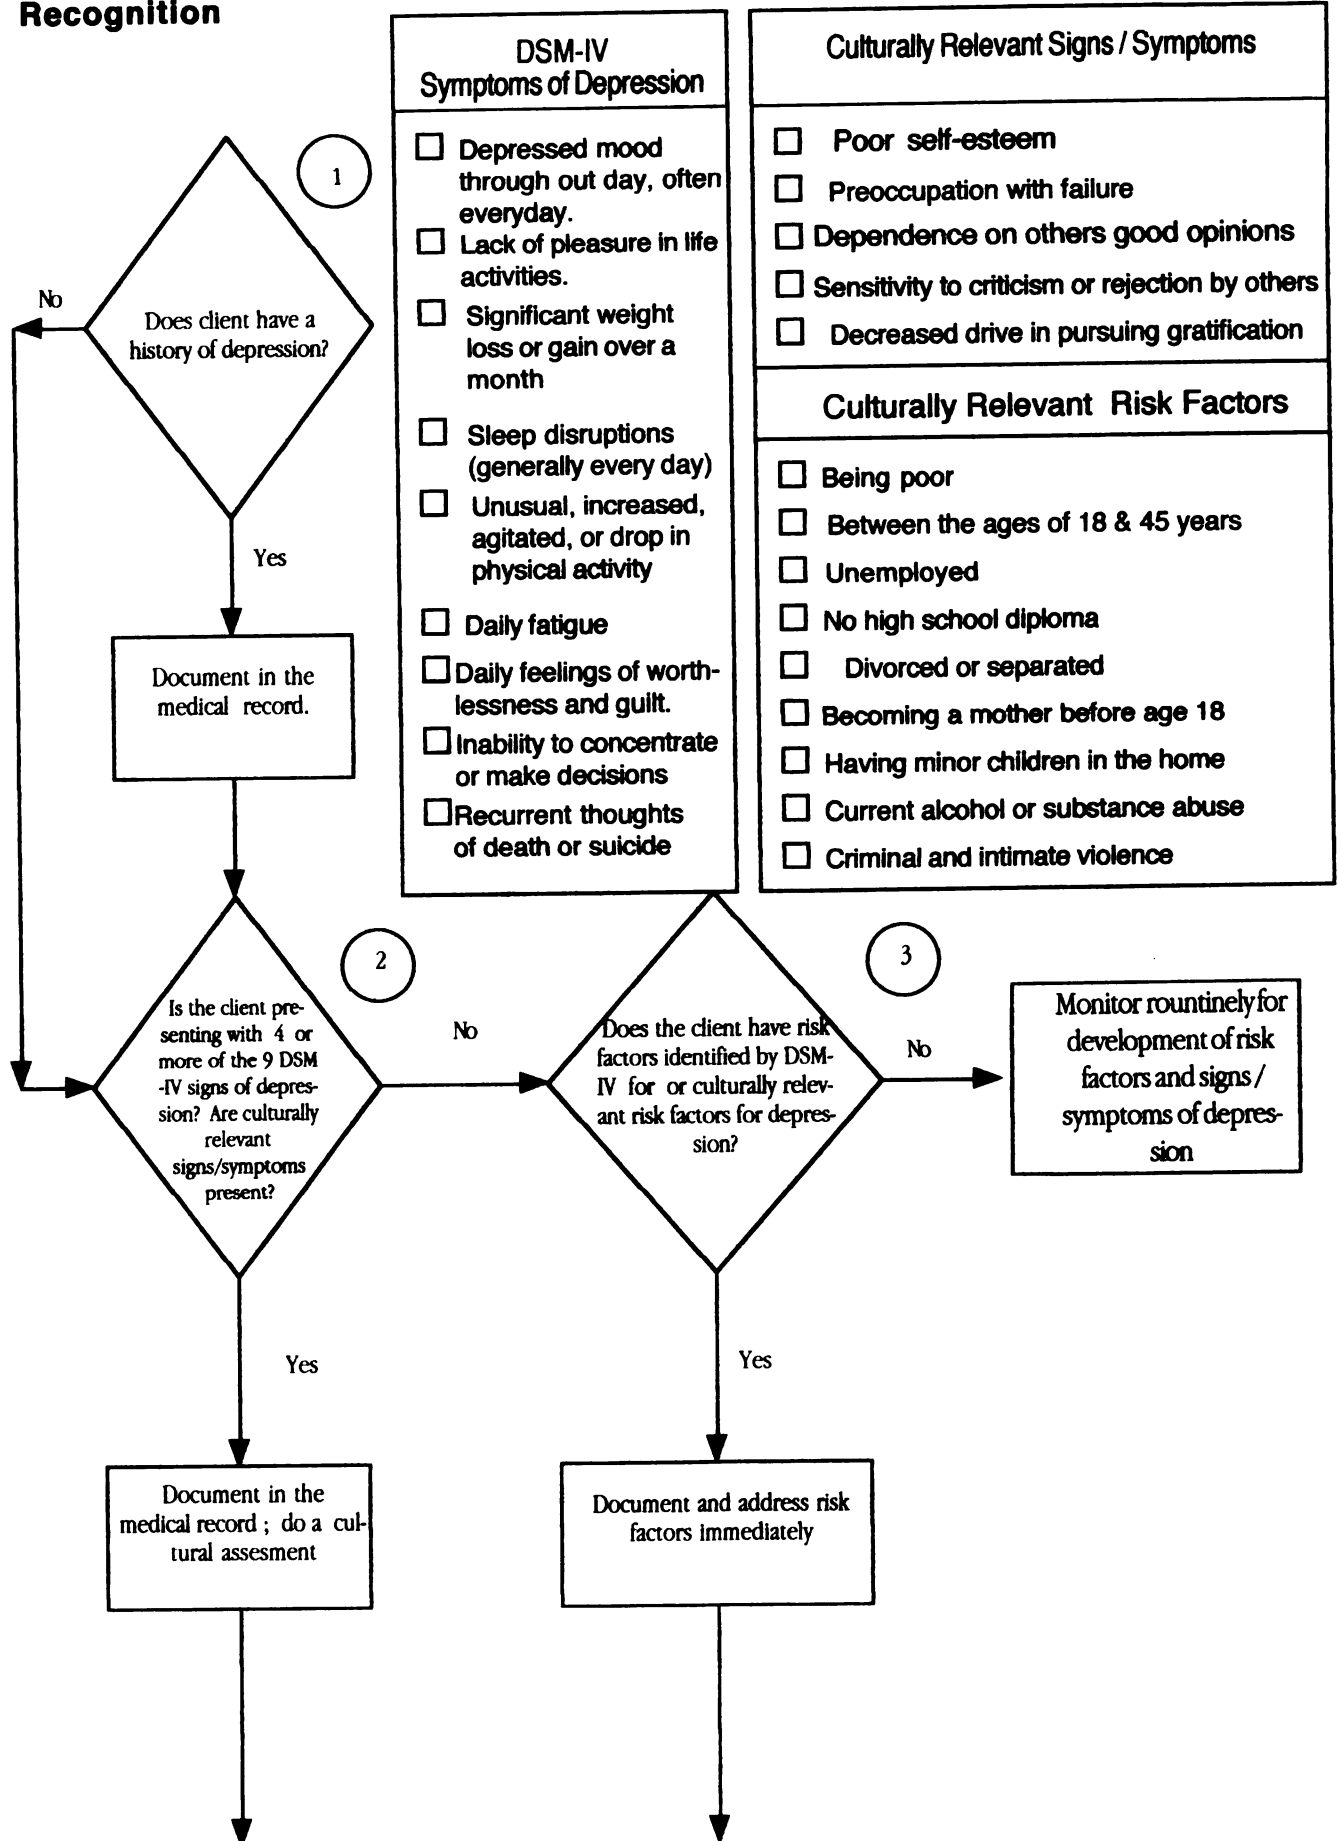 Recognition
DSM-IV
Symptoms of Depression
Depressed mood
through out day, often
everyday.
Lack of pleasure in life
activities.
Significant weight
loss or gain over a
month
Sleep disruptions
(generally every day)
Unusual, increased,
agitated, or drop in
physical activity
Daily fatigue
Daily feelings of worth-
lessness and guilt.
Inability to concentrate
or make decisions
Recurrent thoughts
of death or suicide
Culturally Relevant Signs / Symptoms
Poor self-esteem
Preoccupation with failure
Dependence on others good opinions
Sensitivity to criticism or rejection by others
Decreased drive in pursuing gratification
Culturally Relevant Risk Factors
Being poor
Between the ages of 18 & 45 years
Unemployed
No high school diploma
Divorced or separated
Becoming a mother before age 18
Having minor children in the home
Current alcohol or substance abuse
Criminal and intimate violence
1
No
Does client have a
history of depression?
Yes
Document in the
medical record.
2
Is the client pre-
senting with 4 or
more of the 9 DSM
-IV signs of depres-
sion? Are culturally
relevant
signs/symptoms
present?
No
3
Does the client have risk
factors identified by DSM-
IV for or culturally relev-
ant risk factors for depres-
sion?
No
Monitor rountinely for
development of risk
factors and signs /
symptoms of depres-
sion
Yes
Yes
Document in the
medical record ; do a cul-
tural assesment
Document and address risk
factors immediately